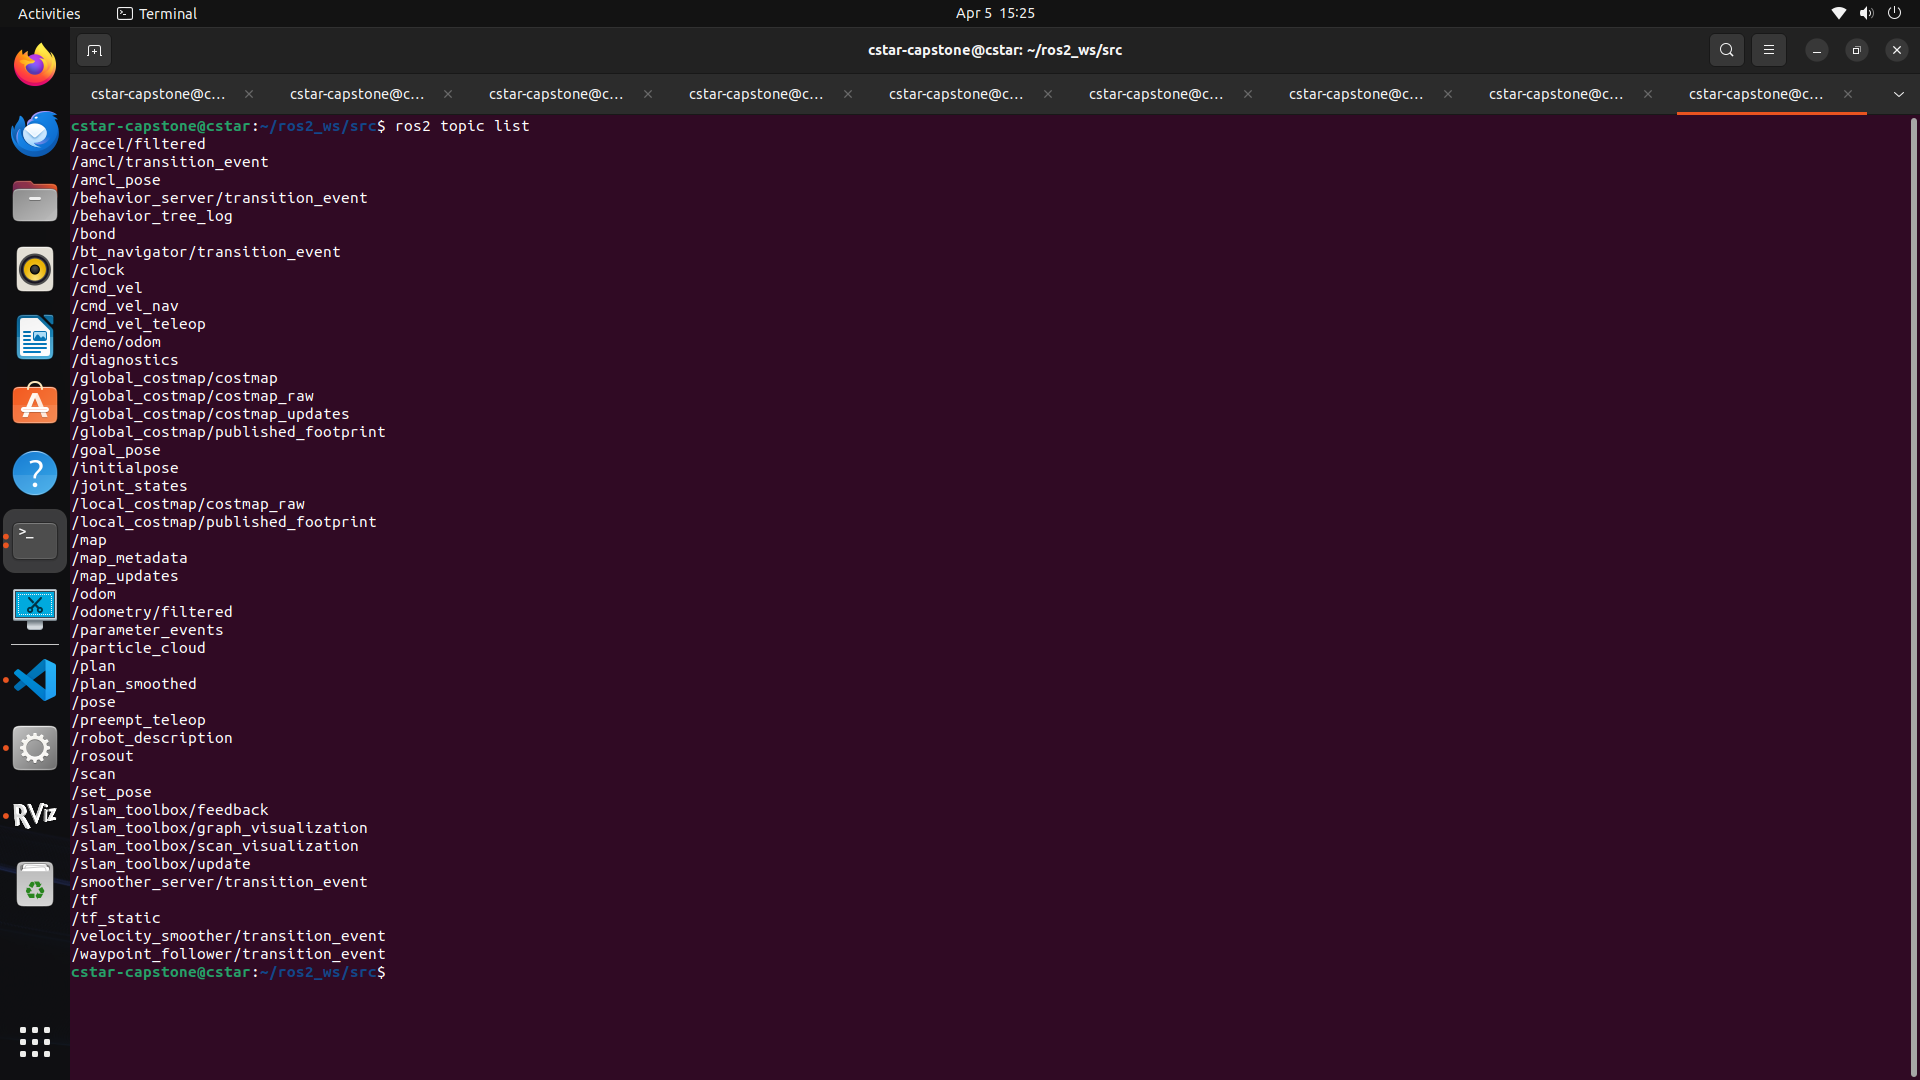 Activities
Terminal
Apr 5 15:25
cstar-capstone@cstar: ~/ros2_ws/src
cstar-capstone@c... cstar-capstone@c... cstar-capstone@c... cstar-capstone@c... cstar-capstone@c... cstar-capstone@c... cstar-capstone@c... cstar-capstone@c... cstar-capstone@c...
cstar-capstone@cstar:~/ros2_ws/src$ ros2 topic list
/accel/filtered
/amcl/transition_event
/amcl_pose
/behavior_server/transition_event
/behavior_tree_log
/bond
/bt_navigator/transition_event
/clock
/cmd_vel
/cmd_vel_nav
/cmd_vel_teleop
/demo/odom
/diagnostics
/global_costmap/costmap
/global_costmap/costmap_raw
/global_costmap/costmap_updates
/global_costmap/published_footprint
/goal_pose
/initialpose
/joint_states
/local_costmap/costmap_raw
/local_costmap/published_footprint
/map
/map_metadata
/map_updates
/odom
/odometry/filtered
/parameter_events
/particle_cloud
/plan
/plan_smoothed
/pose
/preempt_teleop
/robot_description
/rosout
/scan
/set_pose
/slam_toolbox/feedback
/slam_toolbox/graph_visualization
/slam_toolbox/scan_visualization
/slam_toolbox/update
/smoother_server/transition_event
/tf
/tf_static
/velocity_smoother/transition_event
/waypoint_follower/transition_event
cstar-capstone@cstar:~/ros2_ws/src$
RViz